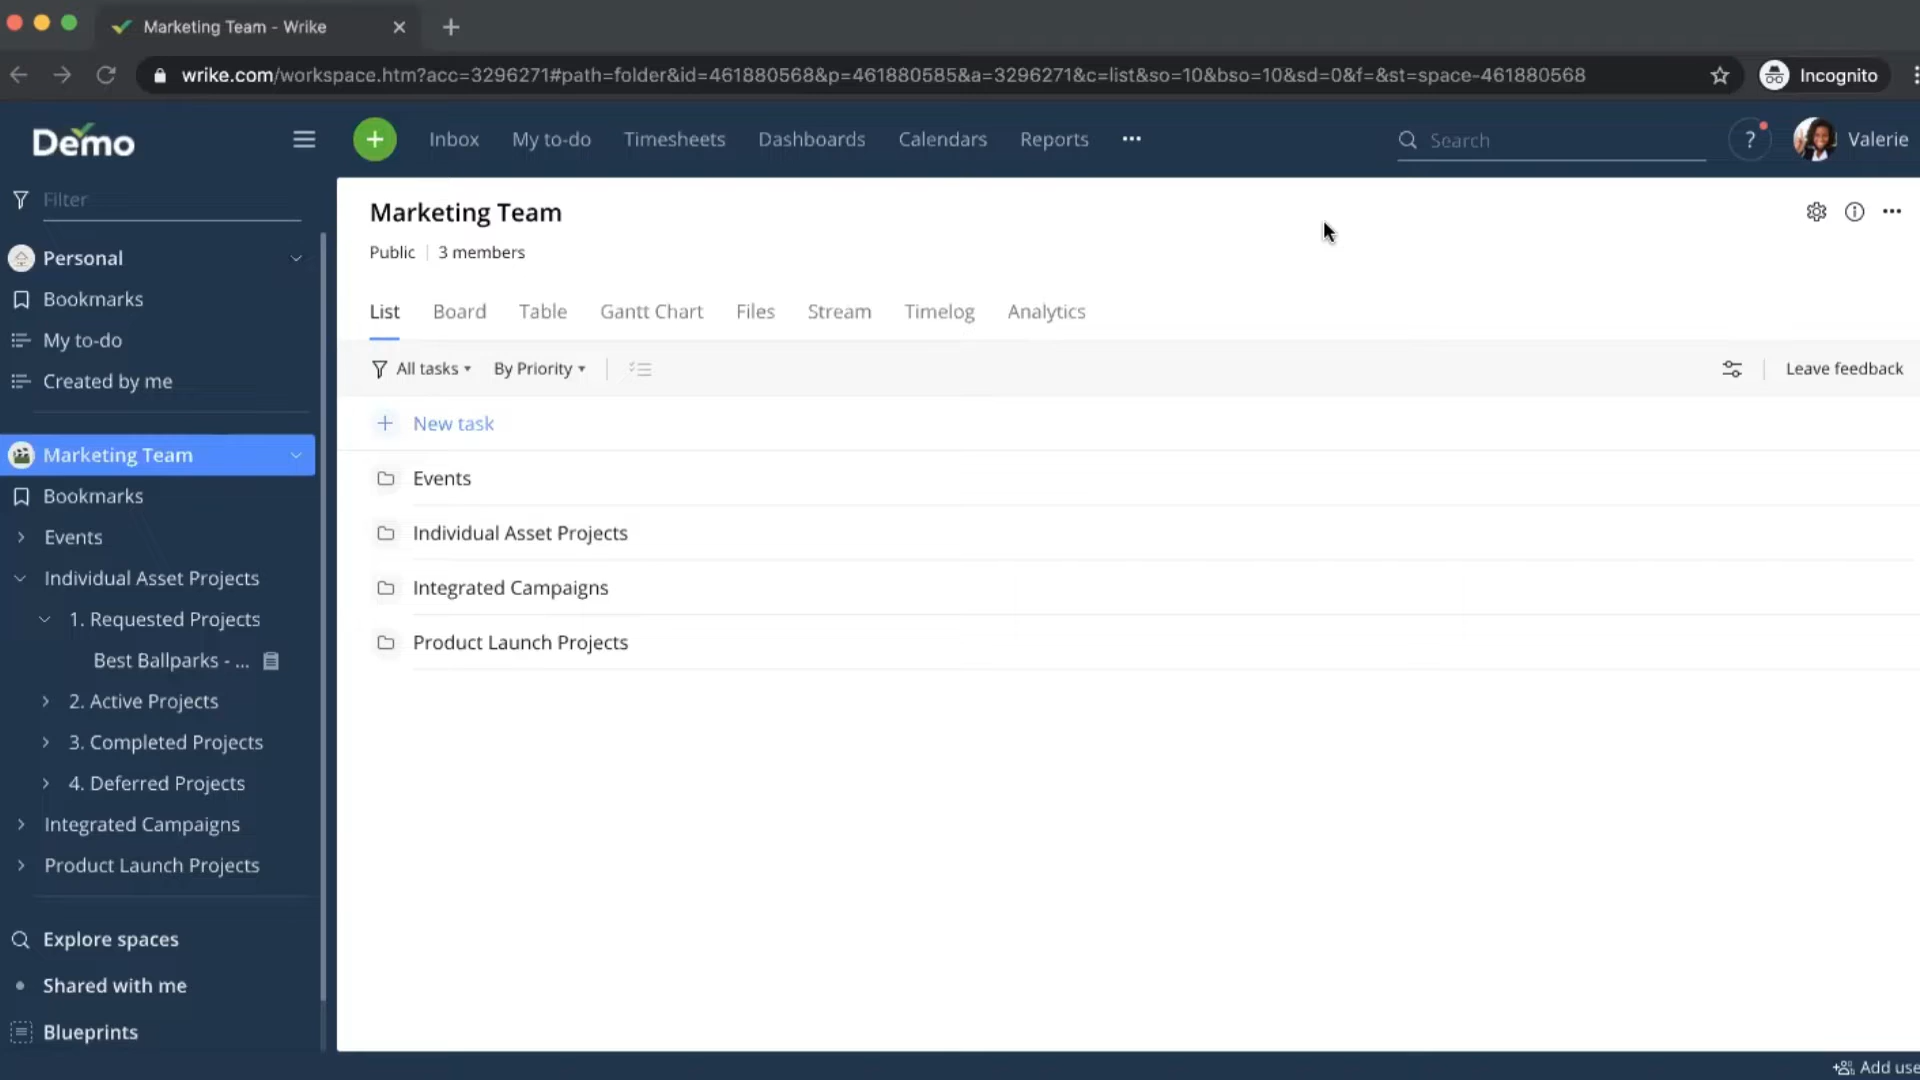 Marketing Team - Wrike
wrike.com/workspace.htm?acc=3296271#path=folder&id=461880568&p=461880585&a=3296271&c=list&so=10&bso=10&sd=0&f=&st=space-461880568
Incognito
Demo
Inbox
My to-do
Timesheets
Dashboards
Calendars
Reports
Search
?
Valerie
Filter
Personal
Bookmarks
My to-do
Created by me
Marketing Team
Bookmarks
Events
Individual Asset Projects
1. Requested Projects
Best Ballparks - ...
2. Active Projects
3. Completed Projects
4. Deferred Projects
Integrated Campaigns
Product Launch Projects
Explore spaces
Shared with me
Blueprints
Marketing Team
Public
3 members
List
Board
Table
Gantt Chart
Files
Stream
Timelog
Analytics
All tasks
By Priority
Leave feedback
New task
Events
Individual Asset Projects
Integrated Campaigns
Product Launch Projects
Add use